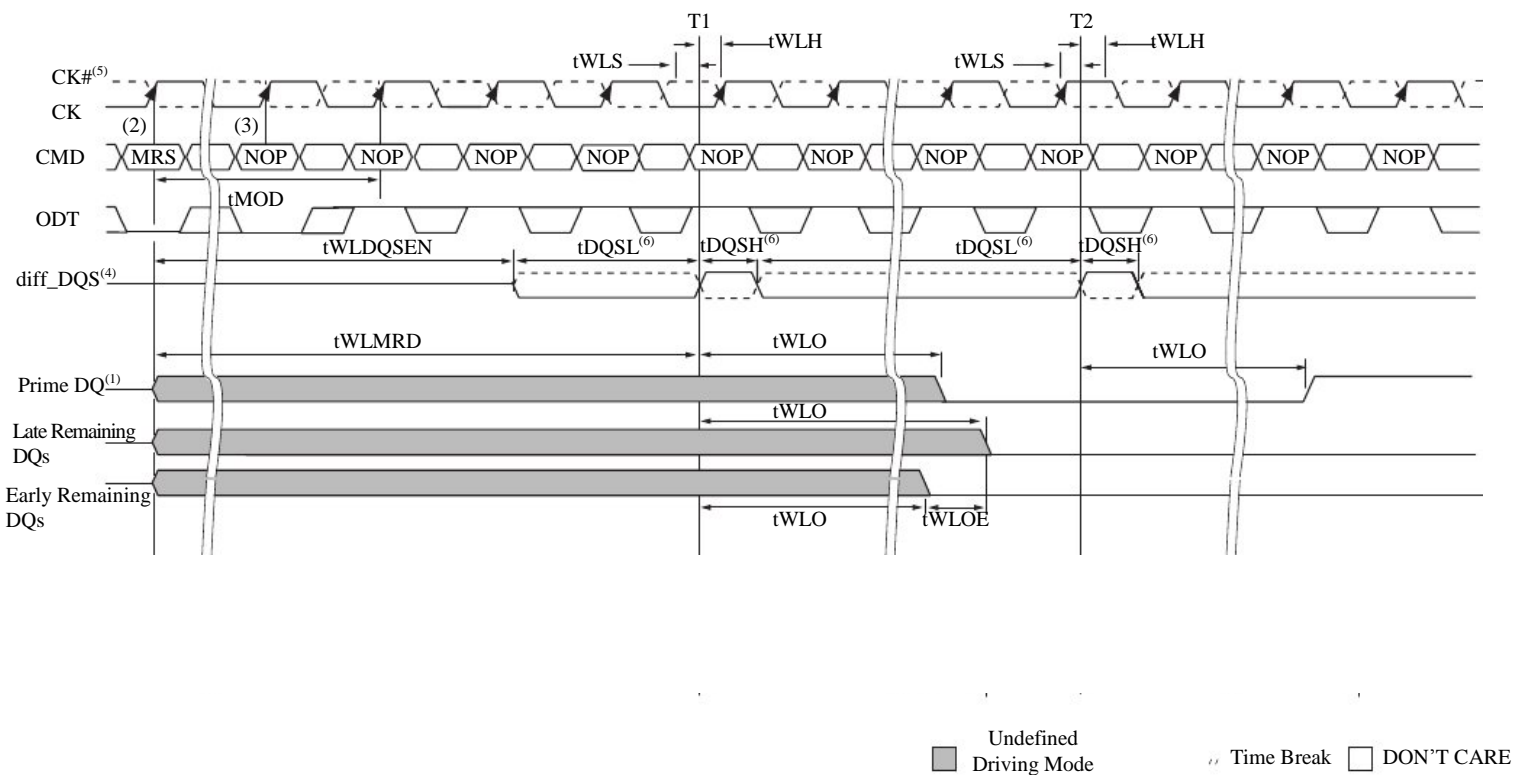 T1 T2
tWLH tWLH
tWLS tWLS
CK#(5)
CK
(2) (3)
CMD MRS NOP NOP NOP NOP NOP NOP NOP NOP NOP NOP NOP
tMOD
ODT
tWLDQSEN tDQSL(6) tDQSH(6) tDQSL(6) tDQSH(6)
diff_DQS(4)
tWLMRD tWLO
tWLO
Prime DQ(1)
tWLO
Late Remaining
DQs
Early Remaining
DQs
tWLO tWLOE
Undefined
Driving Mode
Time Break
DON'T CARE